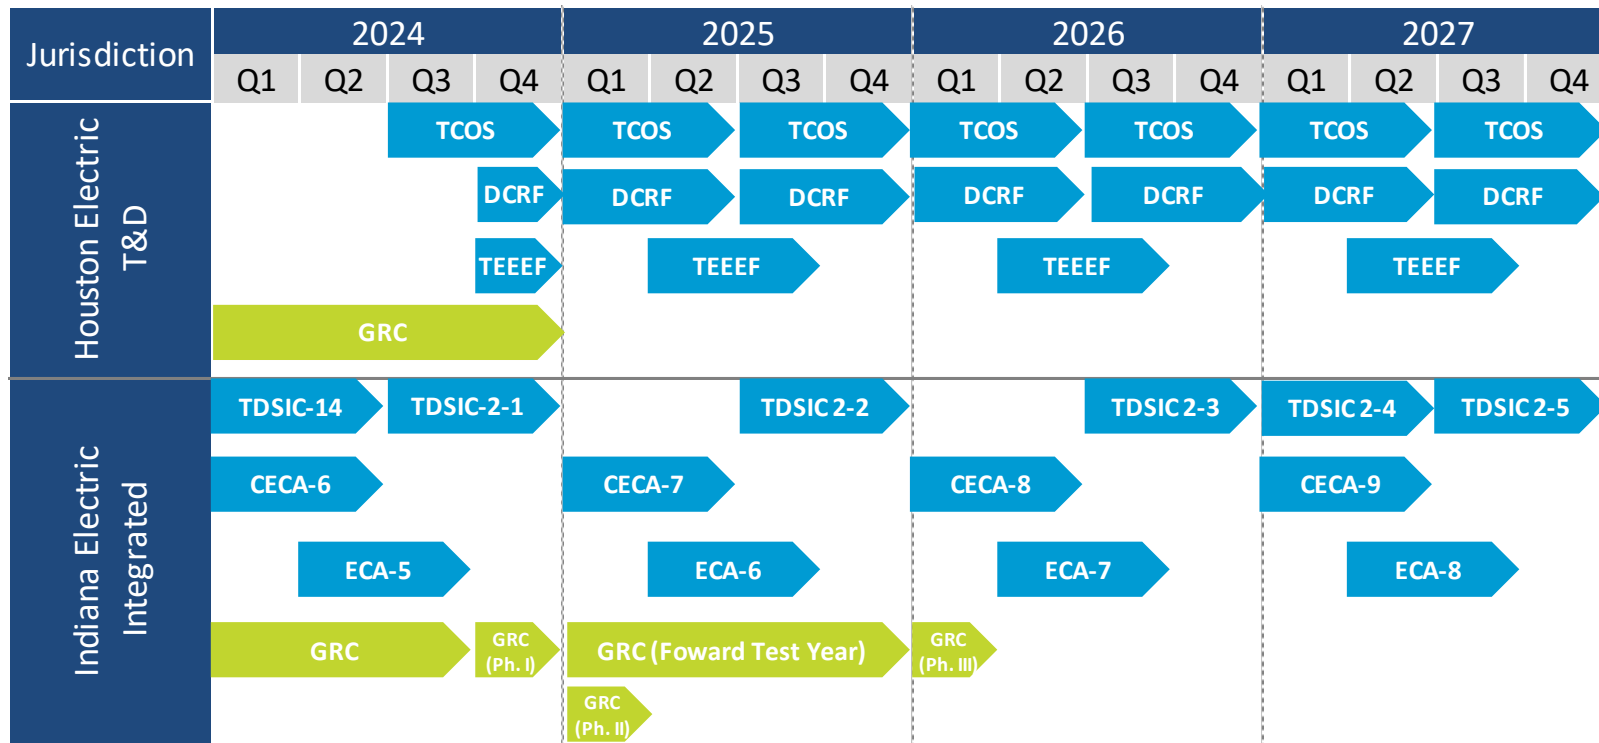 Jurisdiction
2024
2025
2026
2027
Q1
Q2
Q3
Q4
Q1
Q2
Q3
Q4
Q1
Q2
Q3
Q4
Q1
Q2
Q3
Q4
Houston Electric
T&D
TCOS
TCOS
TCOS
TCOS
TCOS
TCOS
TCOS
DCRF
DCRF
DCRF
DCRF
DCRF
DCRF
DCRF
TEEEF
TEEEF
TEEEF
TEEEF
GRC
Indiana Electric
Integrated
TDSIC-14
TDSIC-2-1
TDSIC 2-2
TDSIC 2-3
TDSIC 2-4
TDSIC 2-5
CECA-6
CECA-7
CECA-8
CECA-9
ECA-5
ECA-6
ECA-7
ECA-8
GRC
GRC
(Ph. I)
GRC (Foward Test Year)
GRC
(Ph. III)
GRC
(Ph. II)